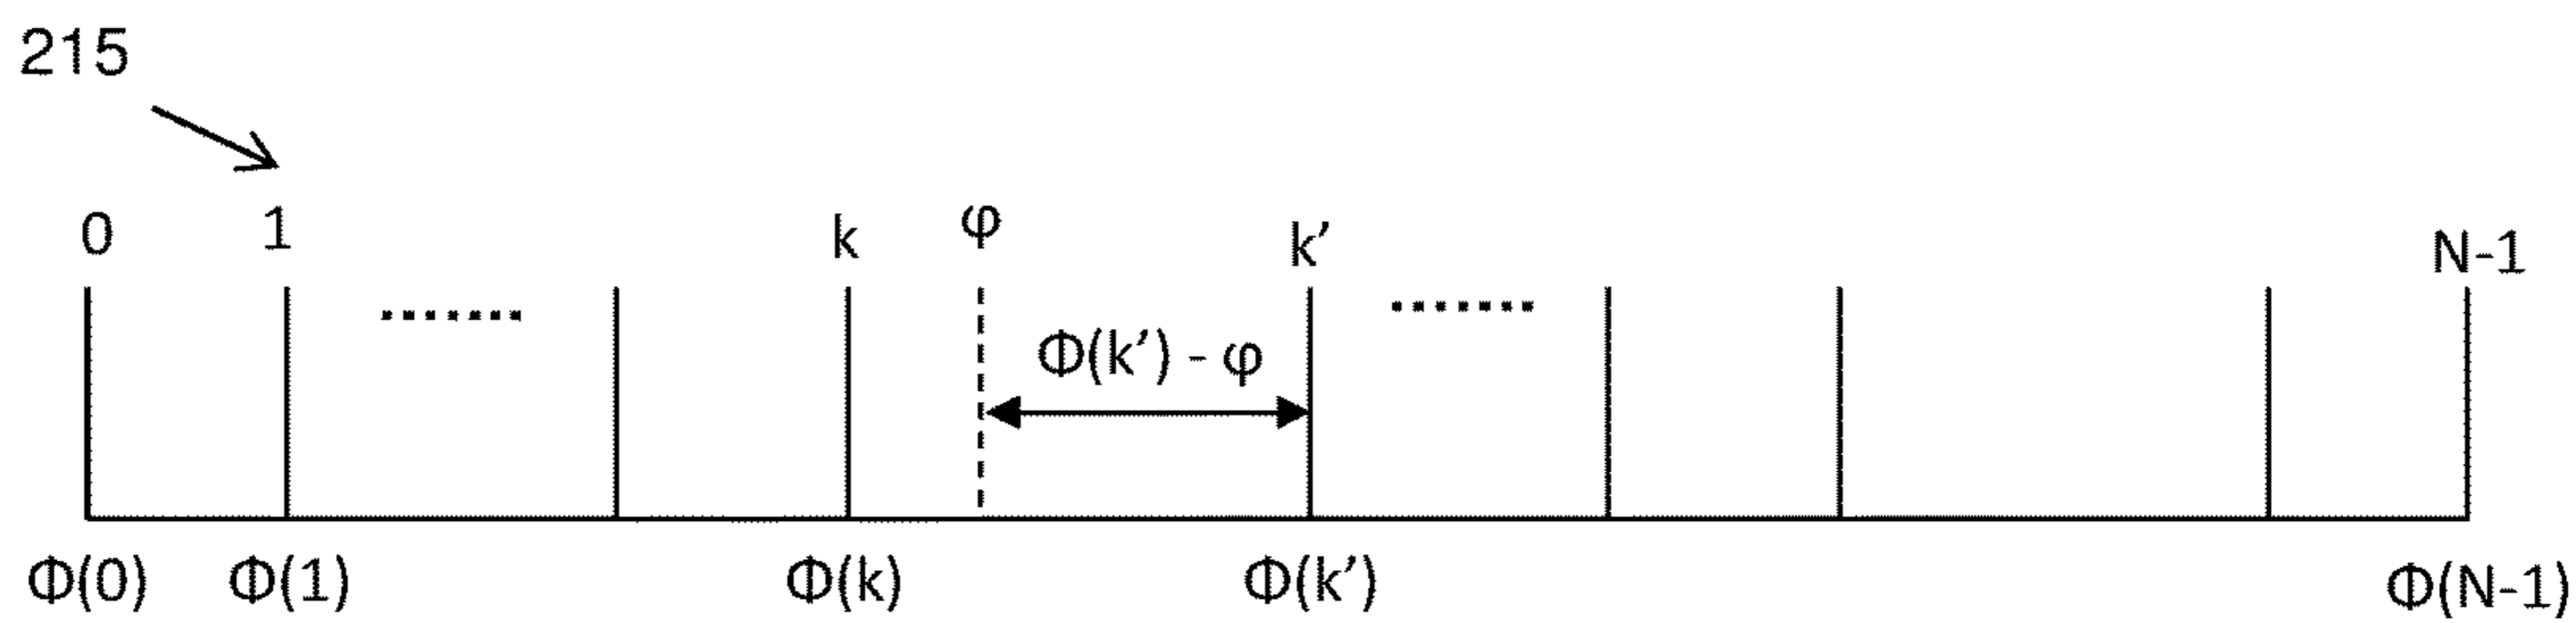 215
0 1 k φ k’ N-1
Φ(k’) - φ
Φ(0) Φ(1) Φ(k) Φ(k’) Φ(N-1)